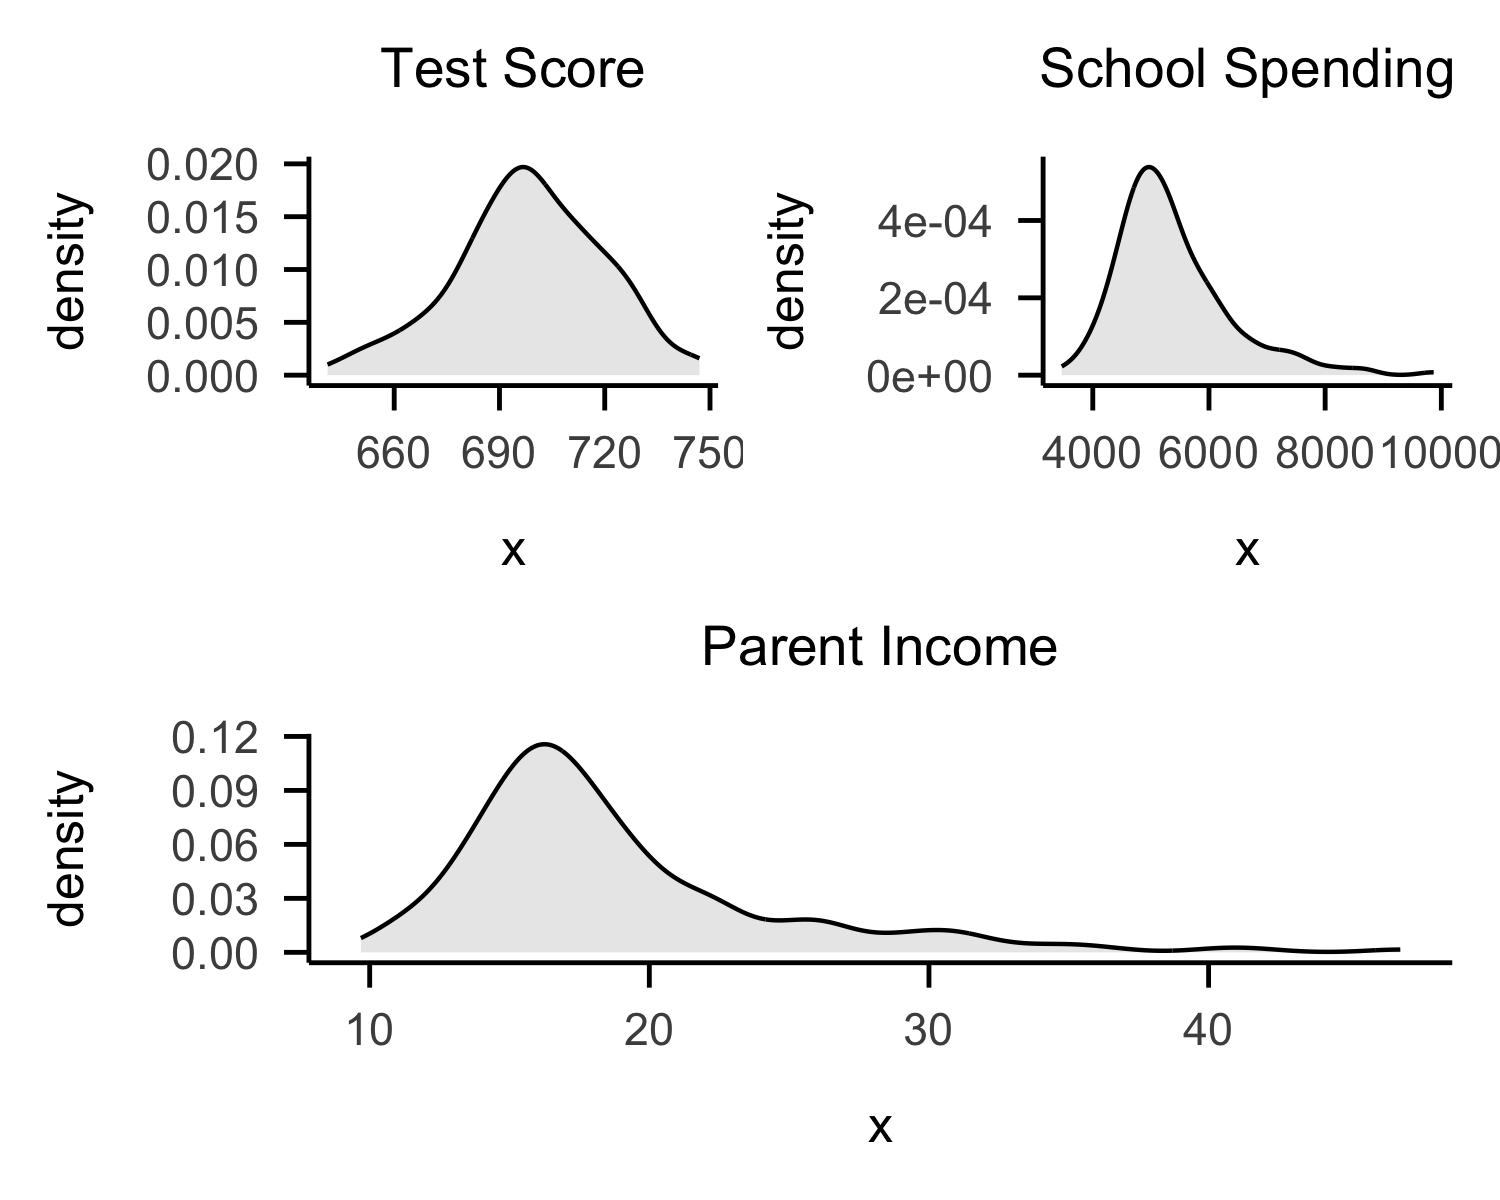 Test Score
density
0.020
0.015
0.010
0.005
0.000
660 690 720 750
x
School Spending
density
4e-04
2e-04
0e+00
4000 6000 8000 10000
x
Parent Income
density
0.12
0.09
0.06
0.03
0.00
10 20 30 40
x